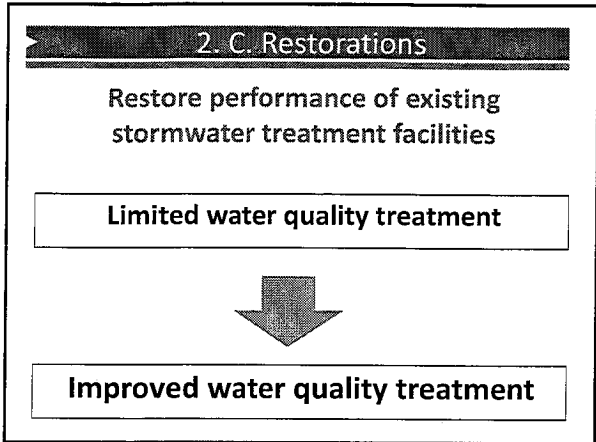 2. C. Restorations
Restore performance of existing
stormwater treatment facilities
Limited water quality treatment
Improved water quality treatment